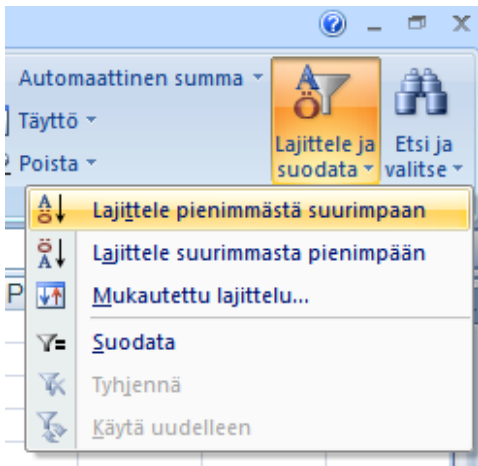 Automaattinen summa
Täyttö
Poista
Lajittele ja
suodata
Etsi ja
valitse
Lajittele pienimmästä suurimpaan
Lajittele suurimmasta pienimpään
Mukautettu lajittelu...
Suodata
Tyhjennä
Käytä uudelleen
P